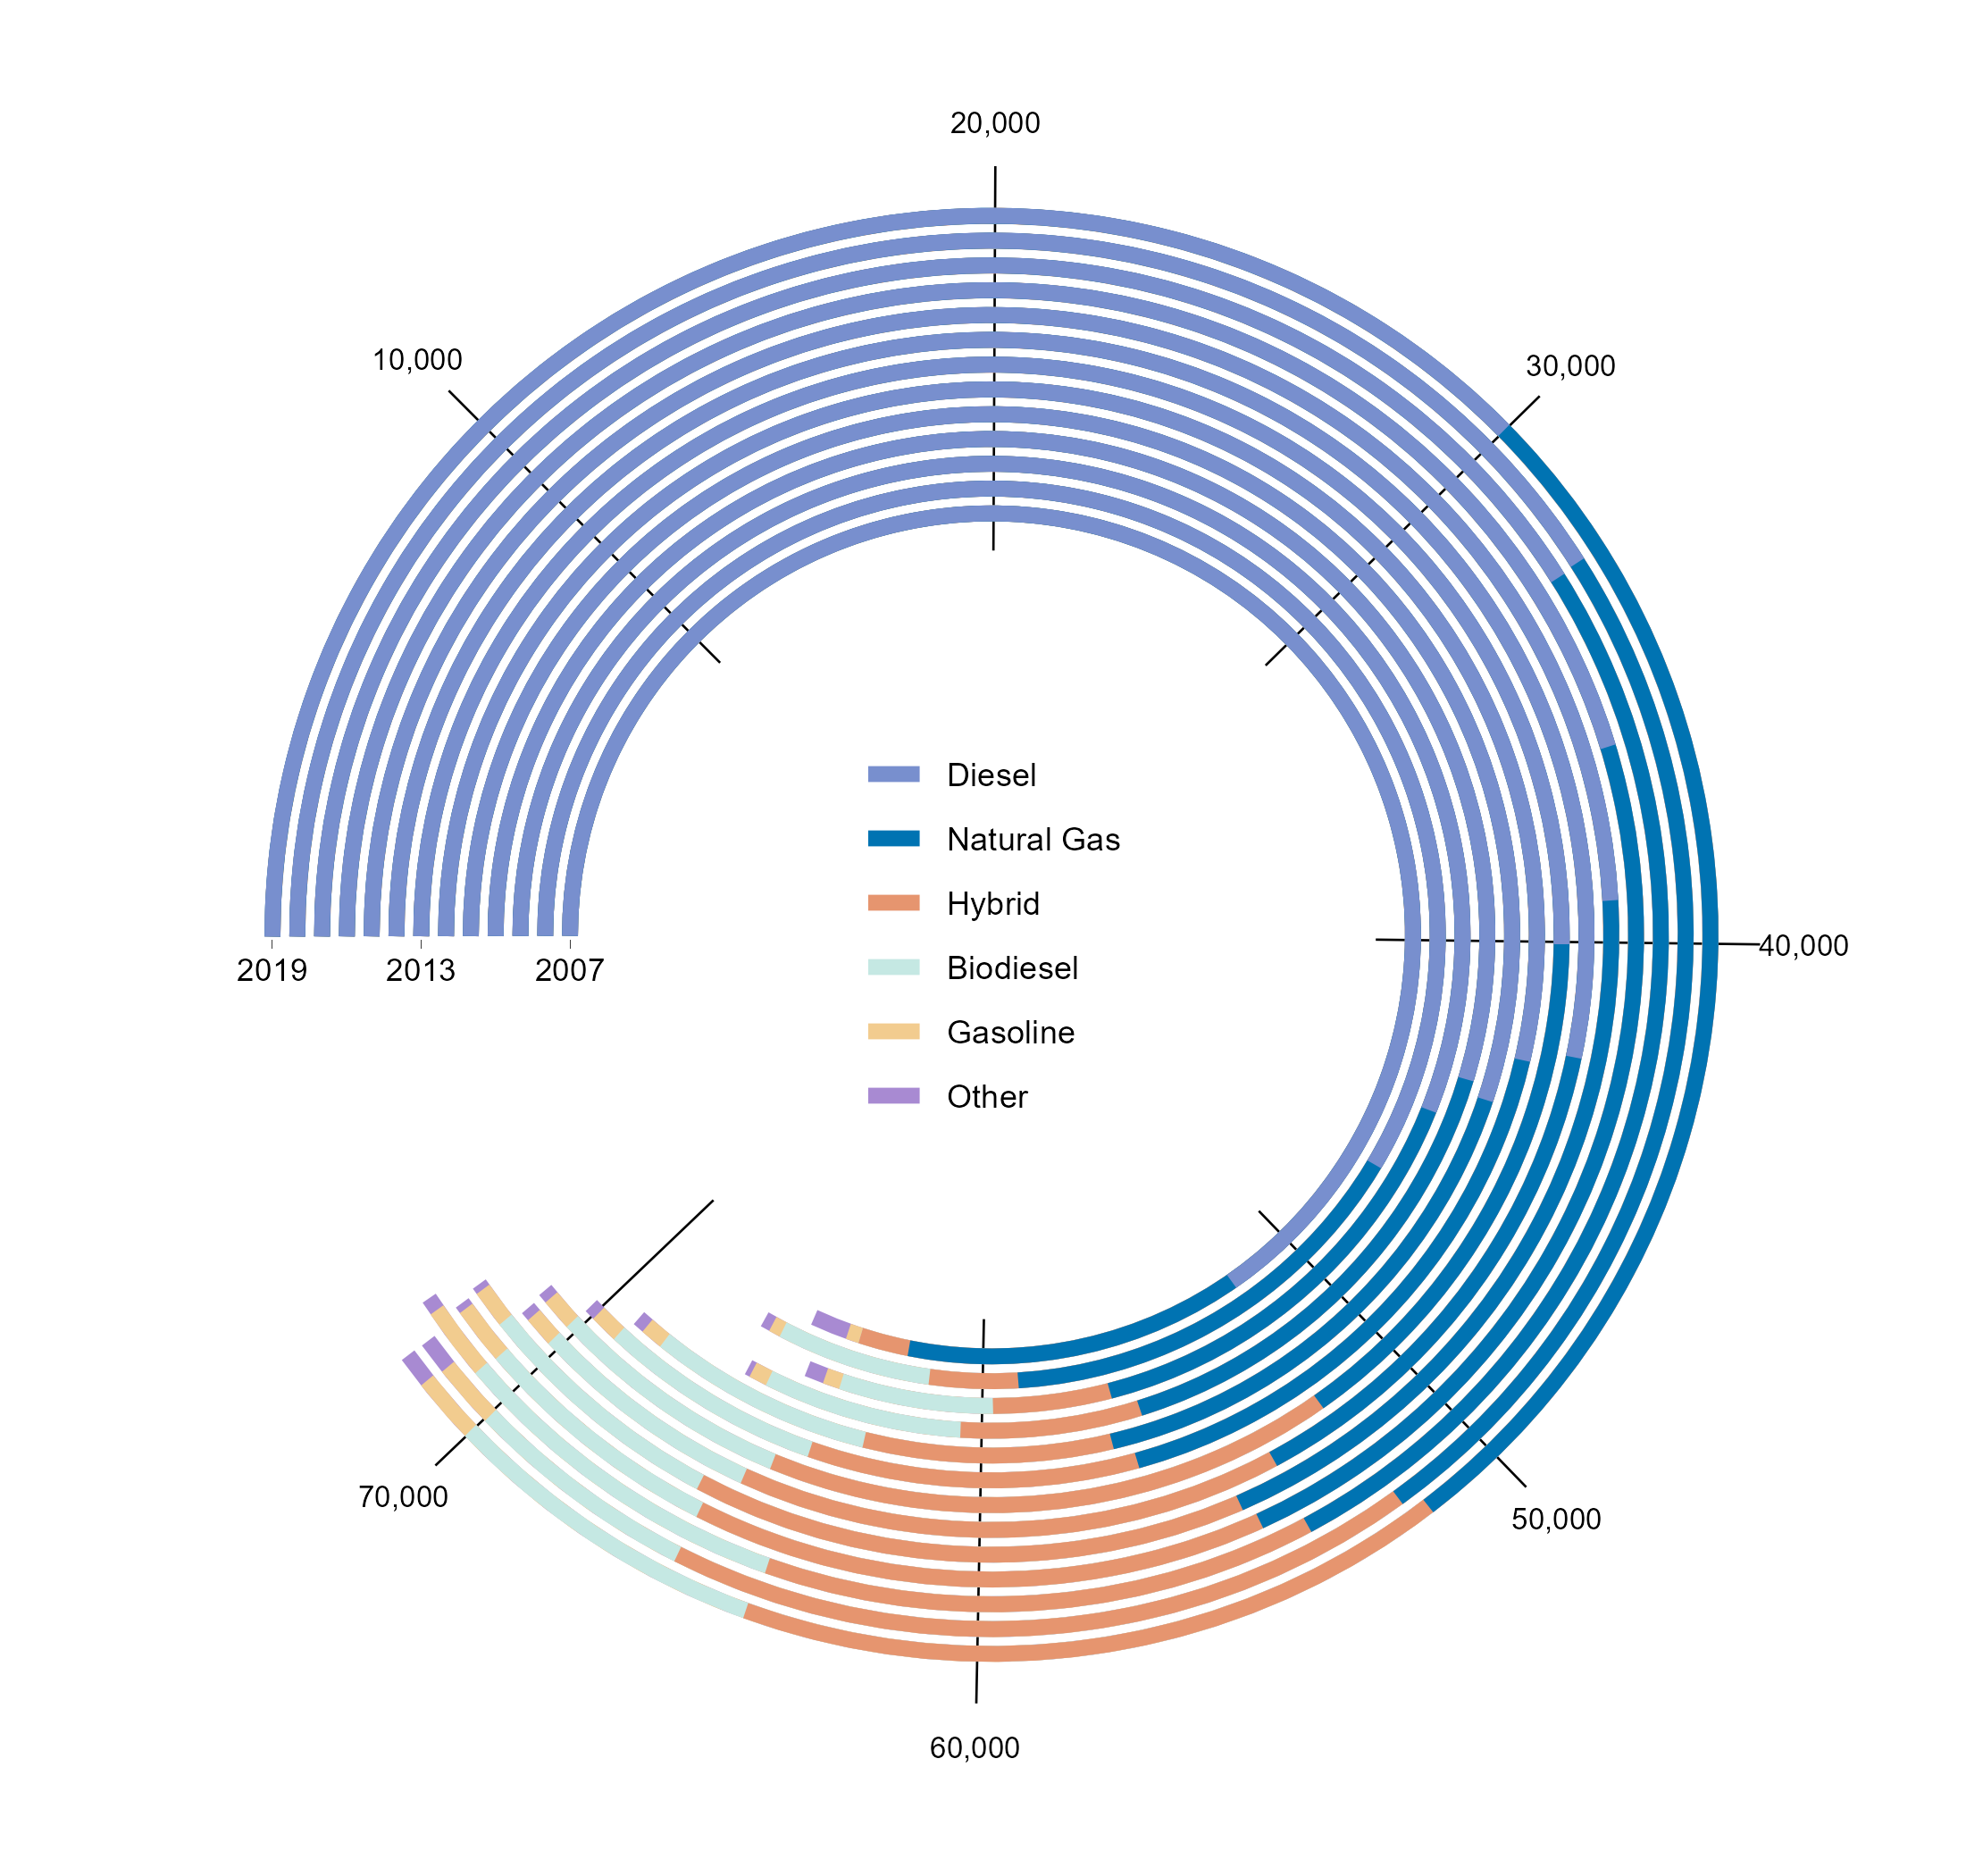 20,000
10,000
30,000
Diesel
Natural Gas
Hybrid
40,000
2019
2013
2007
Biodiesel
Gasoline
Other
70,000
50,000
60,000